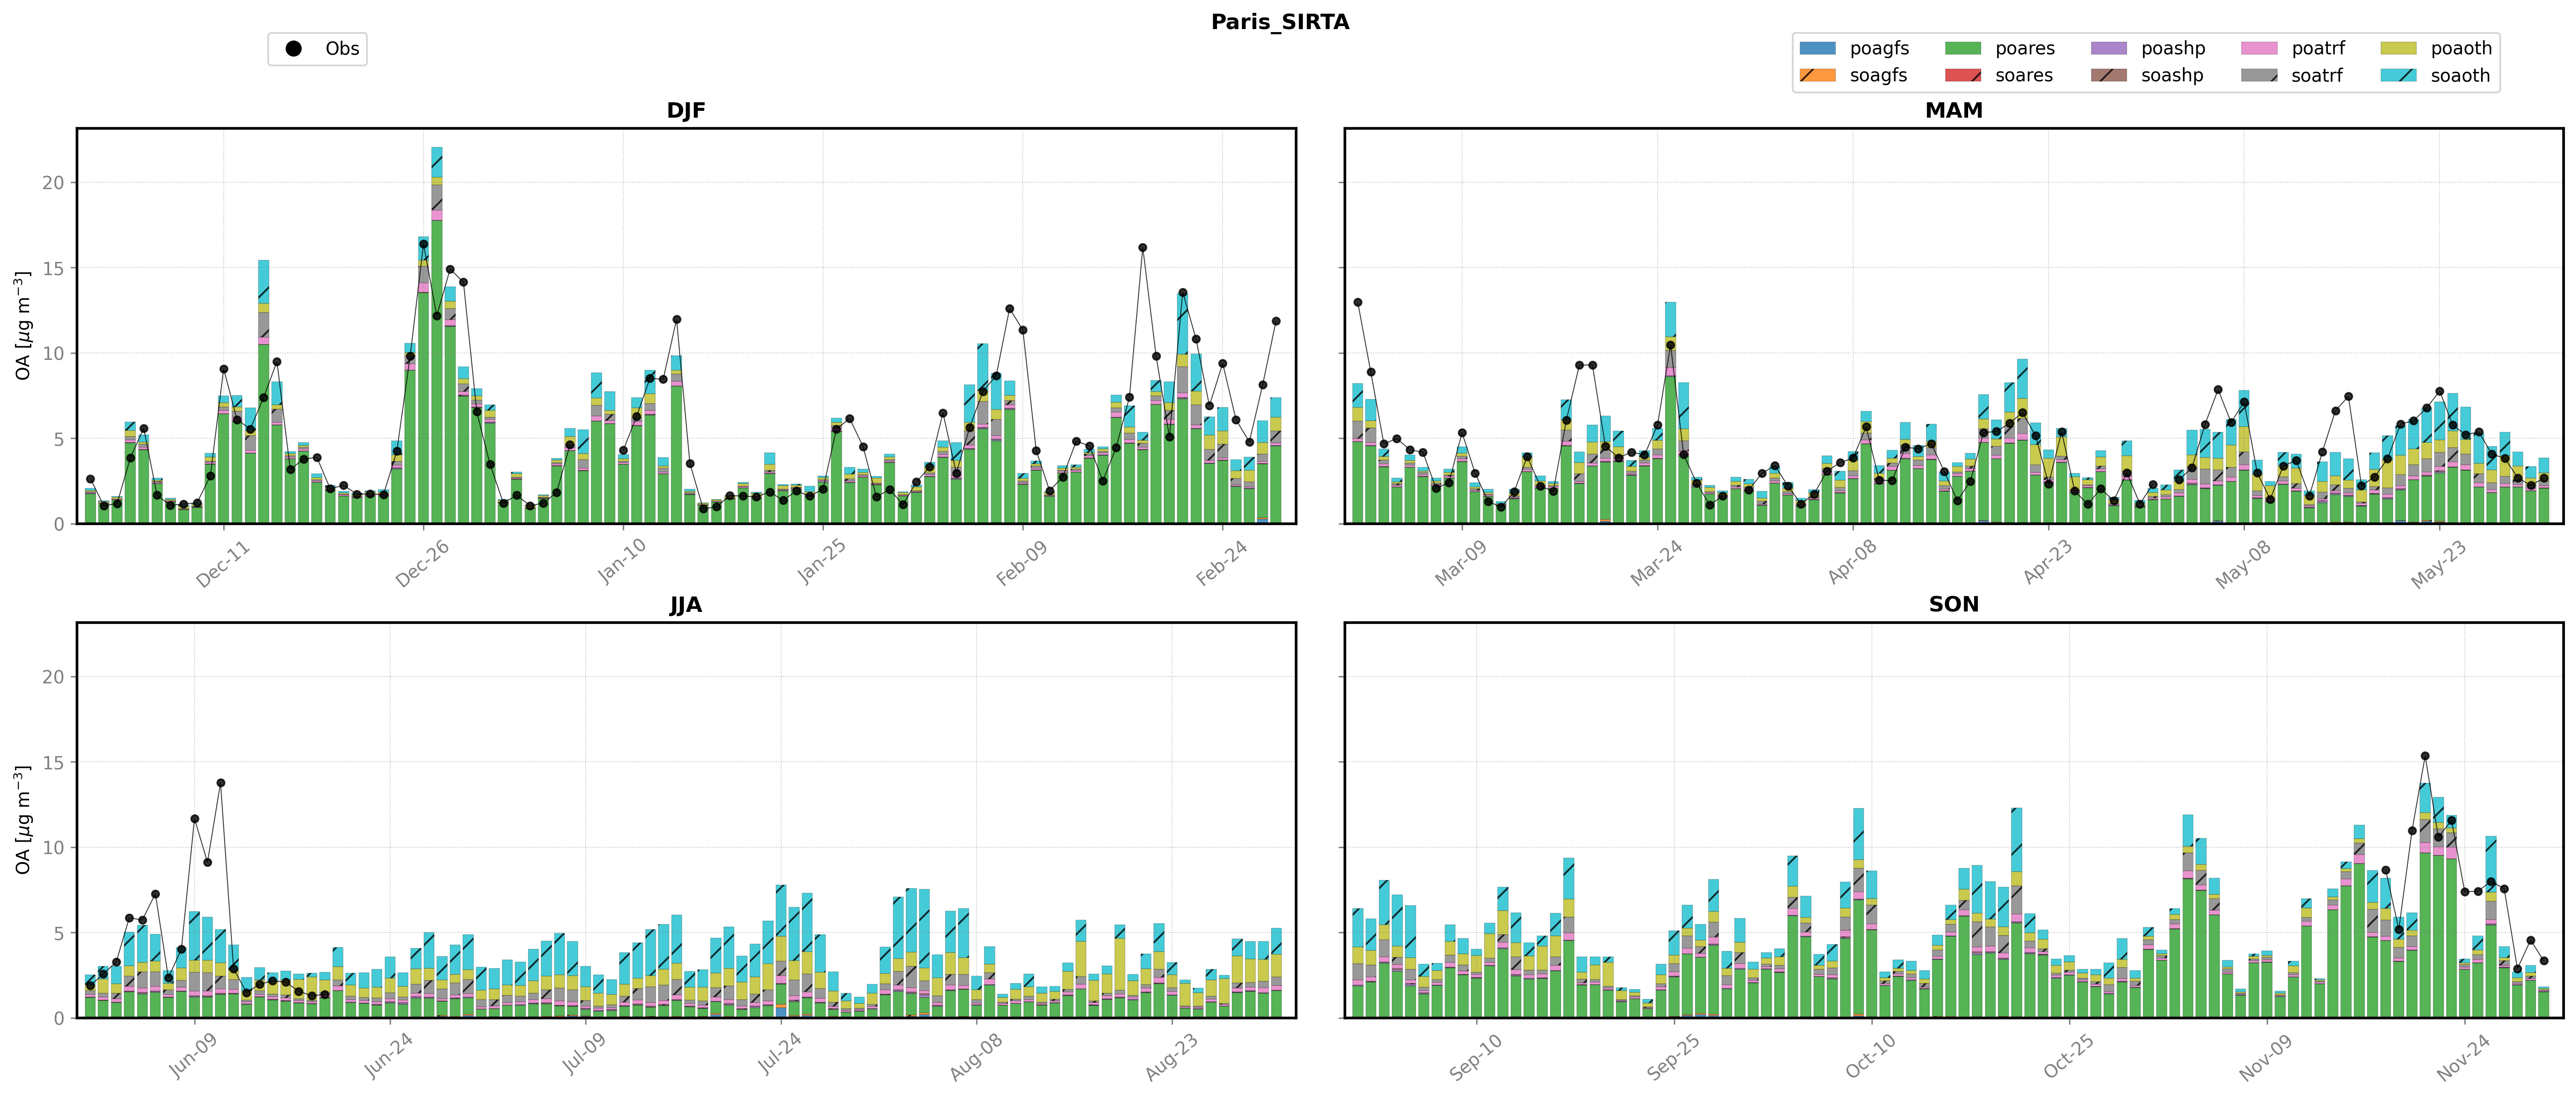 Paris_SIRTA
Obs
poagfs poares poashp poatrf poaoth
soagfs soares soashp soatrf soaoth
DJF MAM
OA [μg m⁻³]
20
15
10
5
0
Dec-11 Dec-26 Jan-10 Jan-25 Feb-09 Feb-24 Mar-09 Mar-24 Apr-08 Apr-23 May-08 May-23
JJA SON
OA [μg m⁻³]
20
15
10
5
0
Jun-09 Jun-24 Jul-09 Jul-24 Aug-08 Aug-23 Sep-10 Sep-25 Oct-10 Oct-25 Nov-09 Nov-24